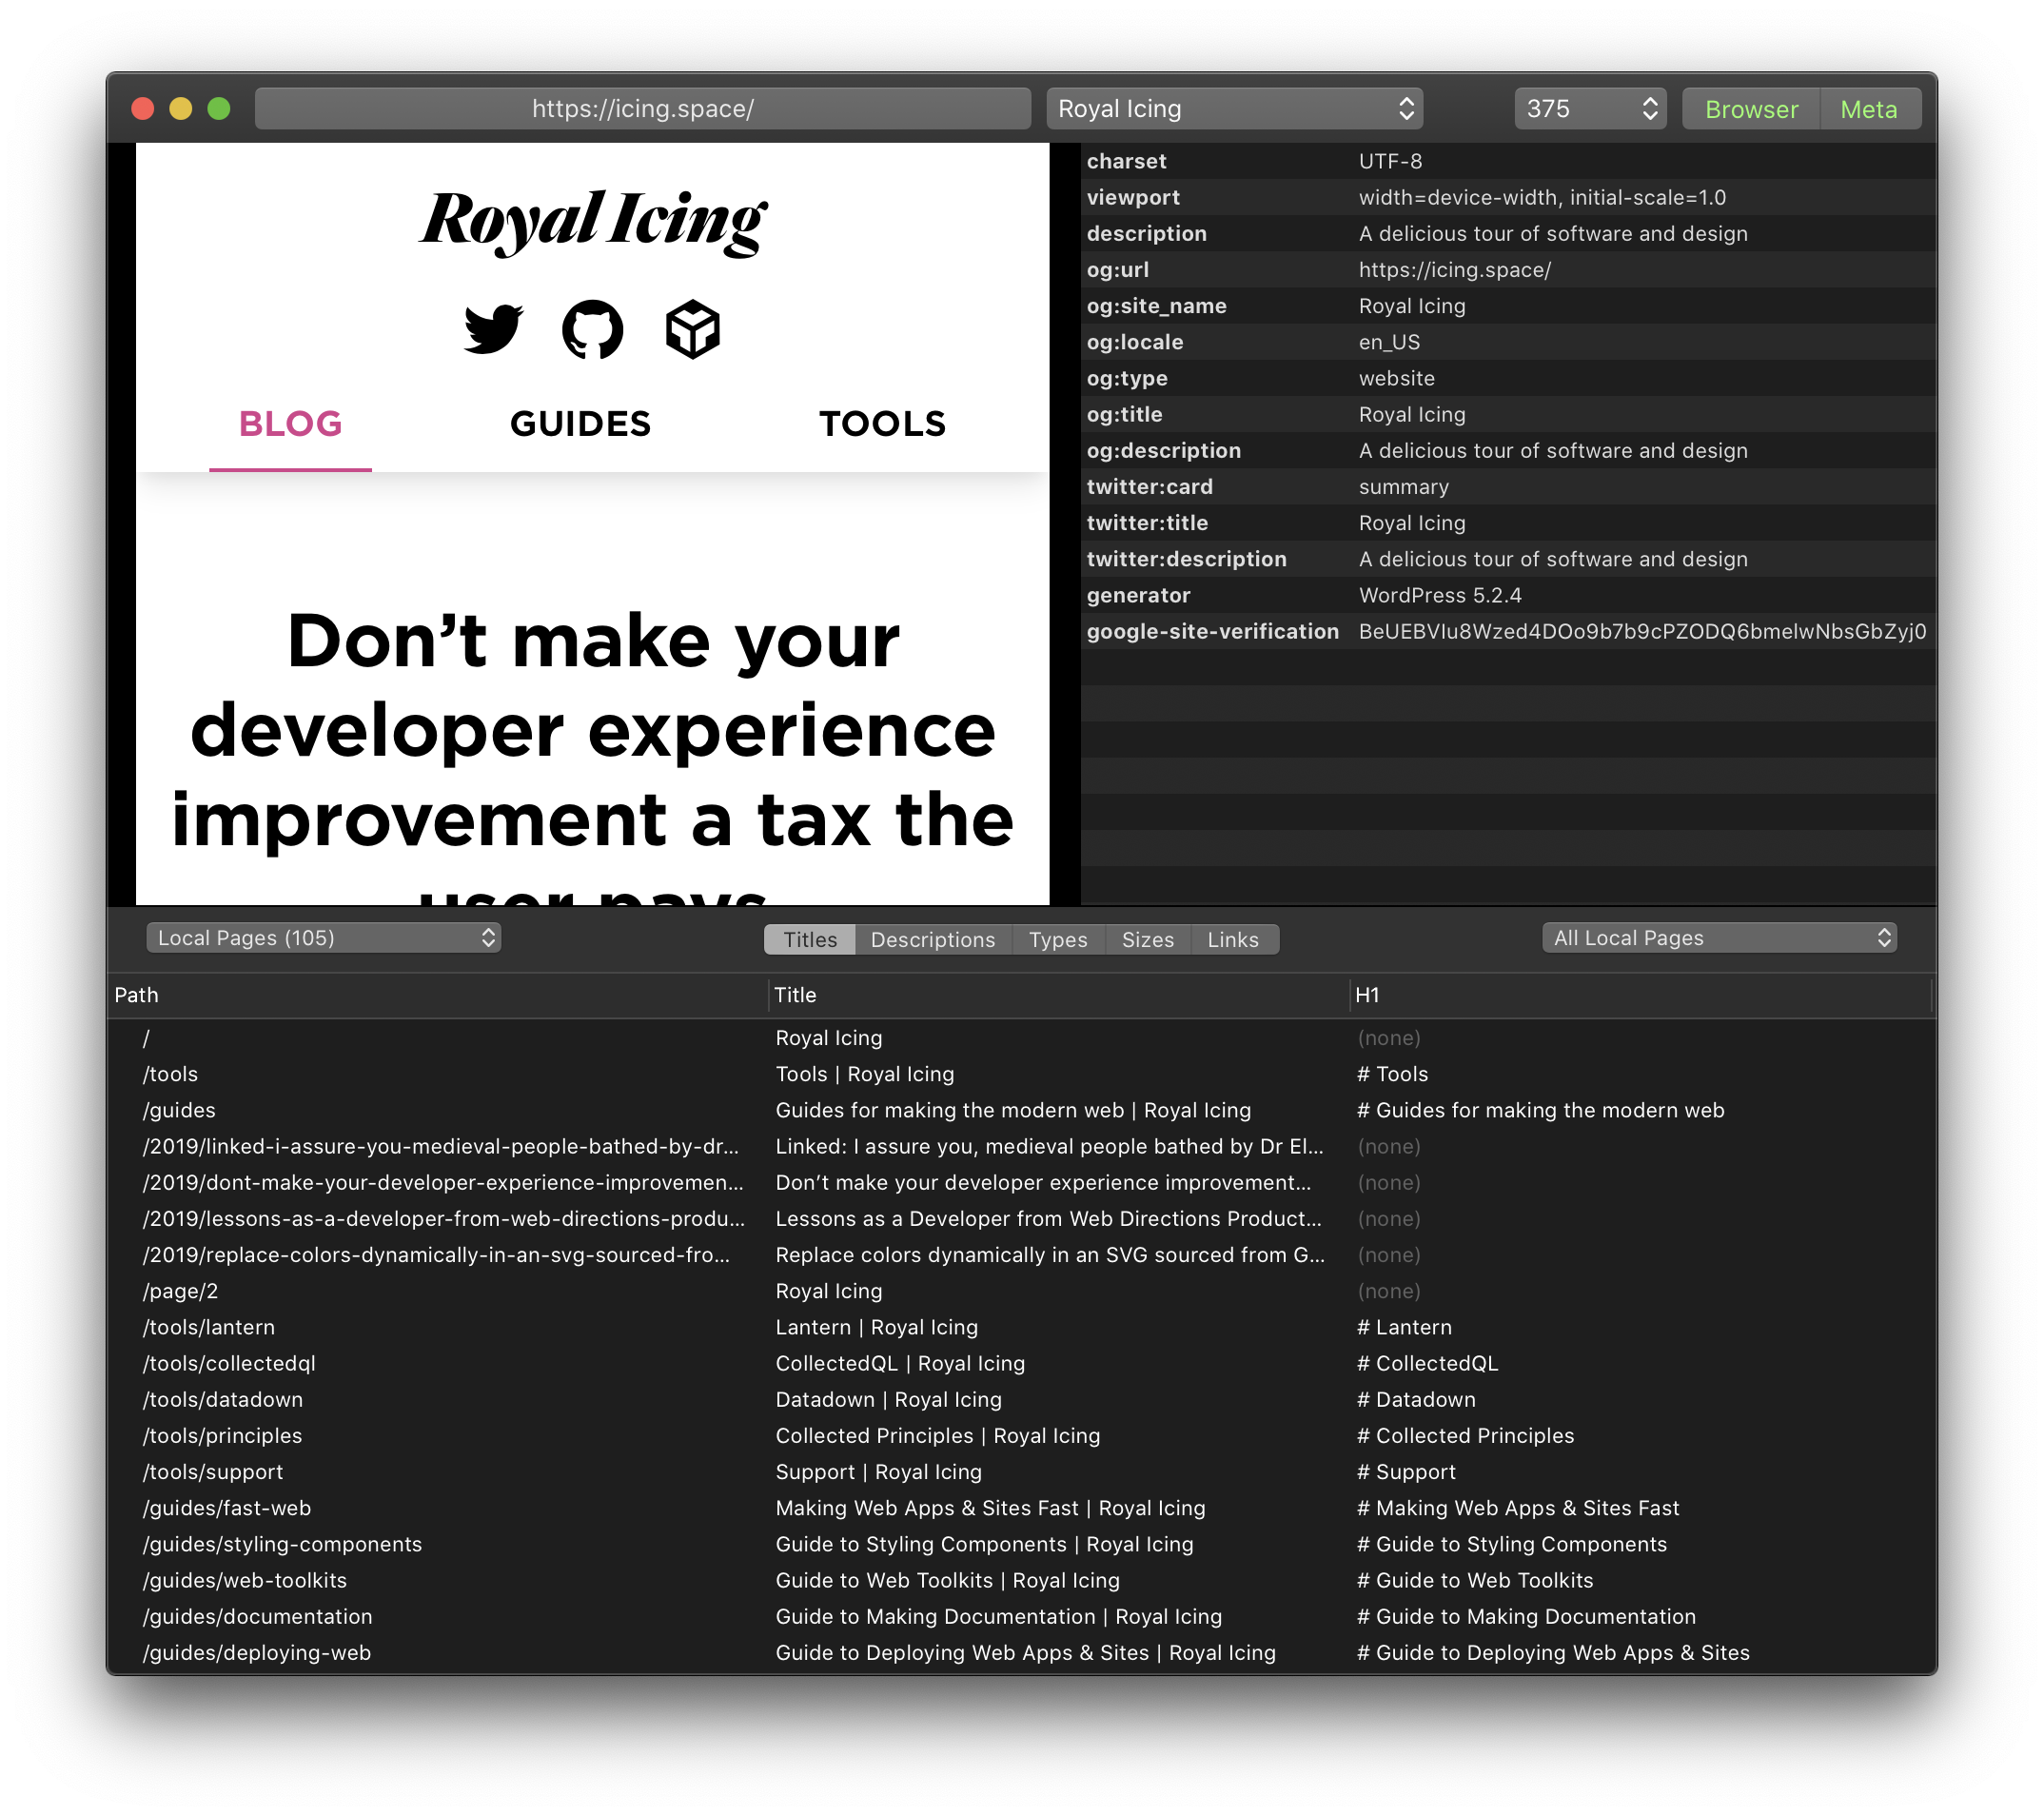 https://icing.space/ Royal Icing 375 Browser Meta
Royal Icing
BLOG GUIDES TOOLS
Don’t make your
developer experience
improvement a tax the
user pays
charset UTF-8
viewport width=device-width, initial-scale=1.0
description A delicious tour of software and design
og:url https://icing.space/
og:site_name Royal Icing
og:locale en_US
og:type website
og:title Royal Icing
og:description A delicious tour of software and design
twitter:card summary
twitter:title Royal Icing
twitter:description A delicious tour of software and design
generator WordPress 5.2.4
google-site-verification BeUEBVIu8Wzed4DOo9b7b9cPZODQ6bmelwNbsGbZyj0
Local Pages (105) Titles Descriptions Types Sizes Links All Local Pages
Path Title H1
/ Royal Icing (none)
/tools Tools | Royal Icing # Tools
/guides Guides for making the modern web | Royal Icing # Guides for making the modern web
/2019/linked-i-assure-you-medieval-people-bathed-by-dr... Linked: I assure you, medieval people bathed by Dr El... (none)
/2019/dont-make-your-developer-experience-improvemen... Don’t make your developer experience improvement... (none)
/2019/lessons-as-a-developer-from-web-directions-produ... Lessons as a Developer from Web Directions Product... (none)
/2019/replace-colors-dynamically-in-an-svg-sourced-fro... Replace colors dynamically in an SVG sourced from G... (none)
/page/2 Royal Icing (none)
/tools/lantern Lantern | Royal Icing # Lantern
/tools/collectedql CollectedQL | Royal Icing # CollectedQL
/tools/datadown Datadown | Royal Icing # Datadown
/tools/principles Collected Principles | Royal Icing # Collected Principles
/tools/support Support | Royal Icing # Support
/guides/fast-web Making Web Apps & Sites Fast | Royal Icing # Making Web Apps & Sites Fast
/guides/styling-components Guide to Styling Components | Royal Icing # Guide to Styling Components
/guides/web-toolkits Guide to Web Toolkits | Royal Icing # Guide to Web Toolkits
/guides/documentation Guide to Making Documentation | Royal Icing # Guide to Making Documentation
/guides/deploying-web Guide to Deploying Web Apps & Sites | Royal Icing # Guide to Deploying Web Apps & Sites